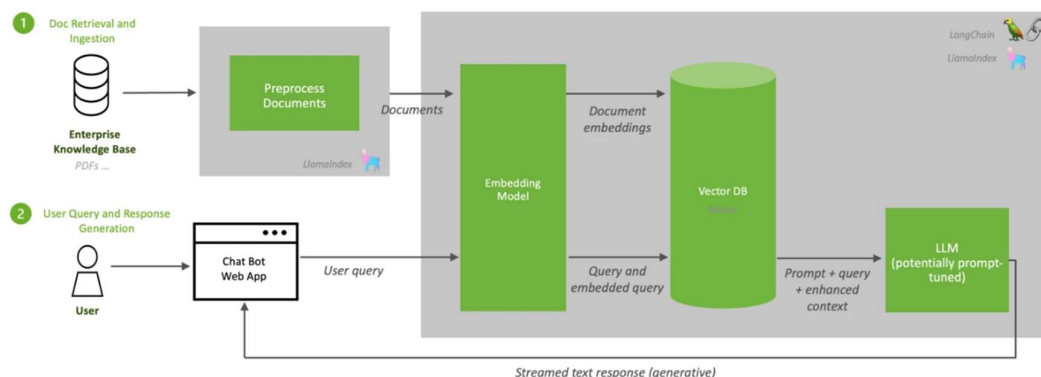 1
Doc Retrieval and
Ingestion
Enterprise
Knowledge Base
PDFs ...
Preprocess
Documents
LlamaIndex
Documents
LangChain
LlamaIndex
Embedding
Model
Document
embeddings
Vector DB
2
User Query and Response
Generation
User
Chat Bot
Web App
User query
Query and
embedded query
Prompt + query
+ enhanced
context
LLM
(potentially prompt-
tuned)
Streamed text response (generative)